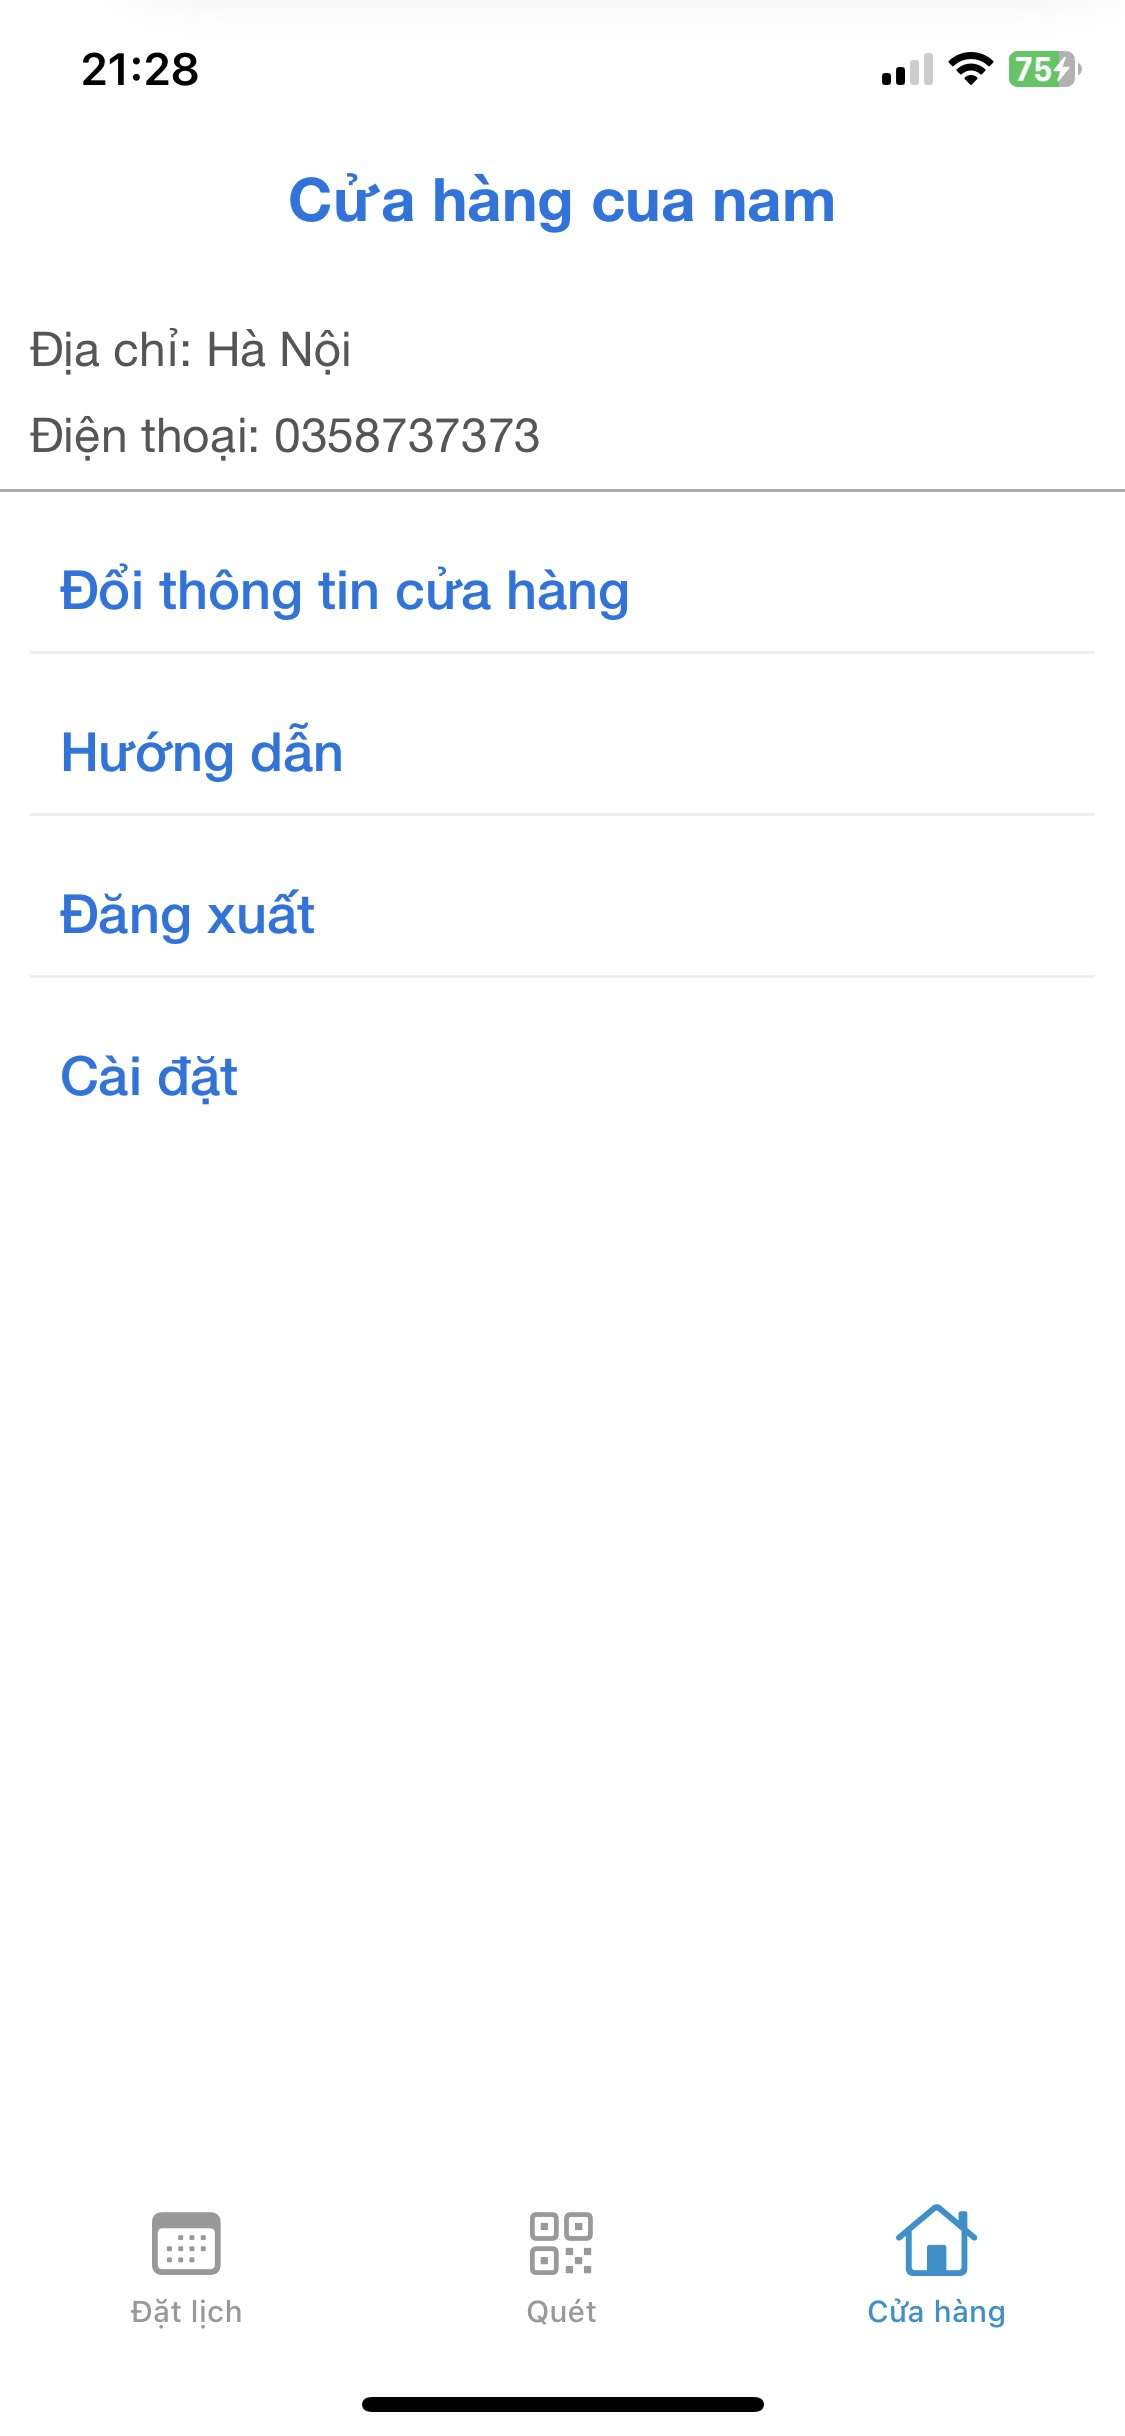 21:28
75
Cửa hàng cua nam
Địa chỉ: Hà Nội
Điện thoại: 0358737373
Đổi thông tin cửa hàng
Hướng dẫn
Đăng xuất
Cài đặt
Đặt lịch
Quét
Cửa hàng